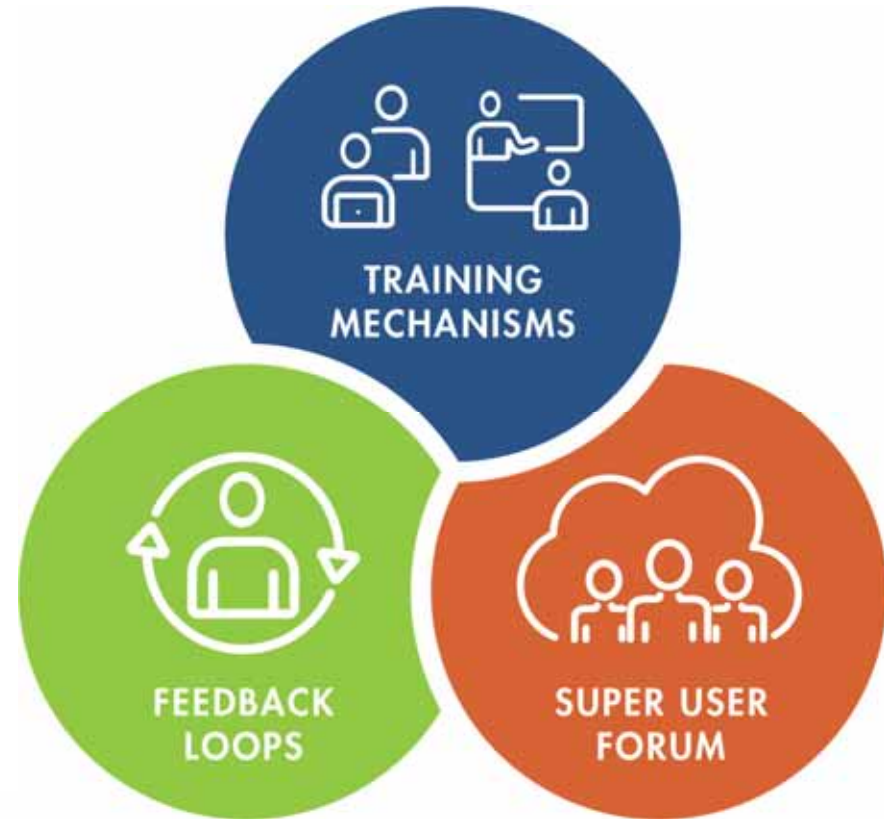 TRAINING
MECHANISMS
FEEDBACK
LOOPS
SUPER USER
FORUM